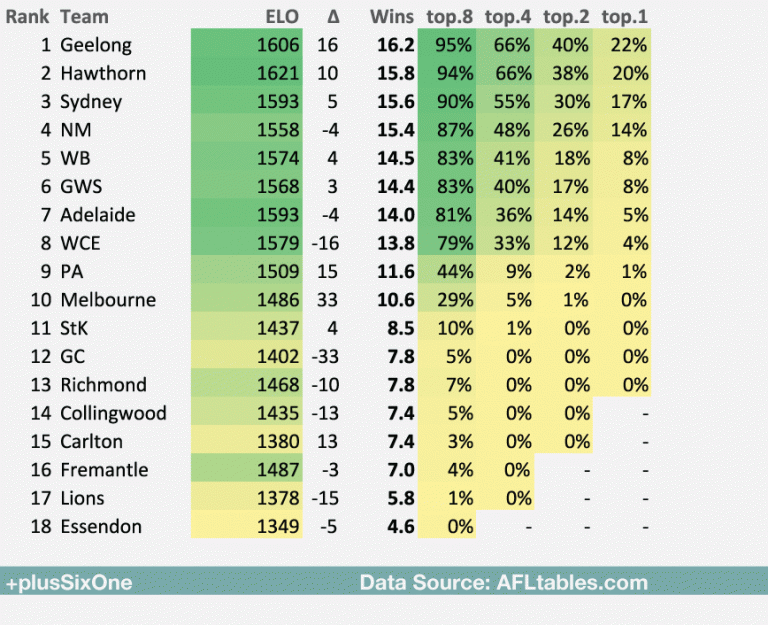 Rank Team ELO Δ Wins top.8 top.4 top.2 top.1
1 Geelong 1606 16 16.2 95% 66% 40% 22%
2 Hawthorn 1621 10 15.8 94% 66% 38% 20%
3 Sydney 1593 5 15.6 90% 55% 30% 17%
4 NM 1558 -4 15.4 87% 48% 26% 14%
5 WB 1574 4 14.5 83% 41% 18% 8%
6 GWS 1568 3 14.4 83% 40% 17% 8%
7 Adelaide 1593 -4 14.0 81% 36% 14% 5%
8 WCE 1579 -16 13.8 79% 33% 12% 4%
9 PA 1509 15 11.6 44% 9% 2% 1%
10 Melbourne 1486 33 10.6 29% 5% 1% 0%
11 StK 1437 4 8.5 10% 1% 0% 0%
12 GC 1402 -33 7.8 5% 0% 0% 0%
13 Richmond 1468 -10 7.8 7% 0% 0% 0%
14 Collingwood 1435 -13 7.4 5% 0% 0% -
15 Carlton 1380 13 7.4 3% 0% 0% -
16 Fremantle 1487 -3 7.0 4% 0% - -
17 Lions 1378 -15 5.8 1% 0% - -
18 Essendon 1349 -5 4.6 0% - - -
+plusSixOne Data Source: AFLtables.com